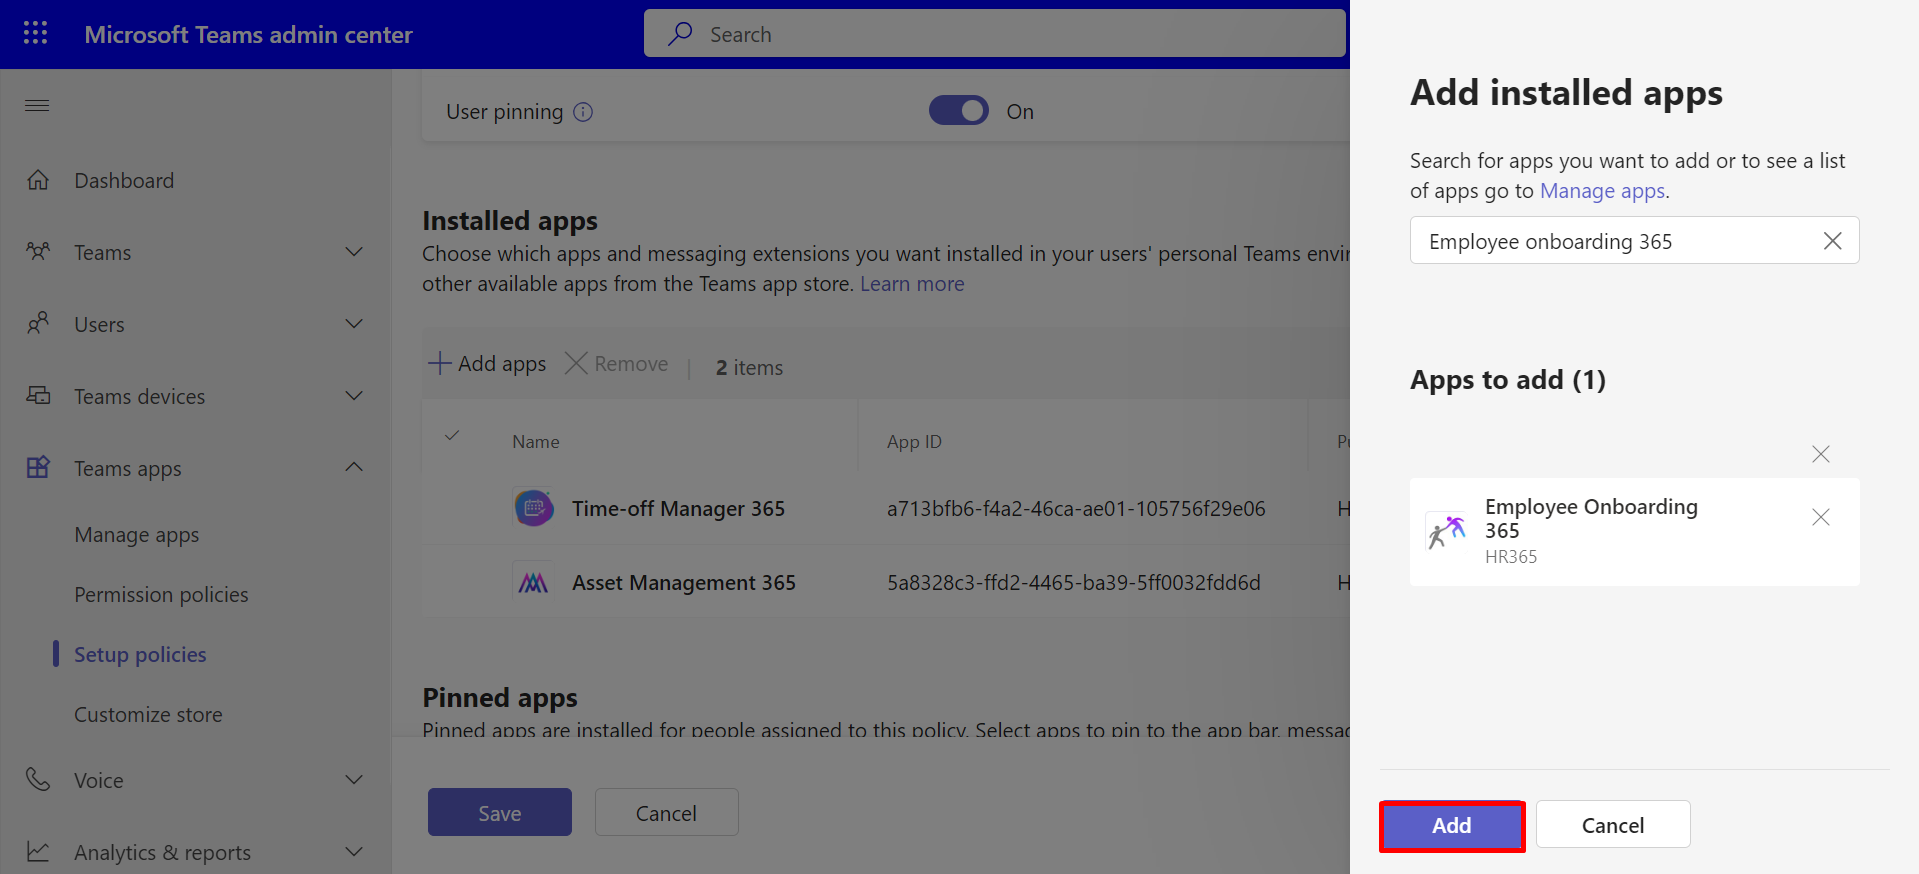 Microsoft Teams admin center
Search
Dashboard
Teams
Users
Teams devices
Teams apps
Manage apps
Permission policies
Setup policies
Customize store
Voice
Analytics & reports
User pinning
On
Installed apps
Choose which apps and messaging extensions you want installed in your users' personal Teams
other available apps from the Teams app store. Learn more
Add apps Remove | 2 items
Name App ID
Time-off Manager 365 a713bfb6-f4a2-46ca-ae01-105756f29e06 H
Asset Management 365 5a8328c3-ffd2-4465-ba39-5ff0032fdd6d H
Pinned apps
Pinned apps are installed for people assigned to this policy. Select apps to pin to the app bar,
Save Cancel
Add installed apps
Search for apps you want to add or to see a list
of apps go to Manage apps.
Employee onboarding 365
Apps to add (1)
Employee Onboarding
365
HR365
Add Cancel